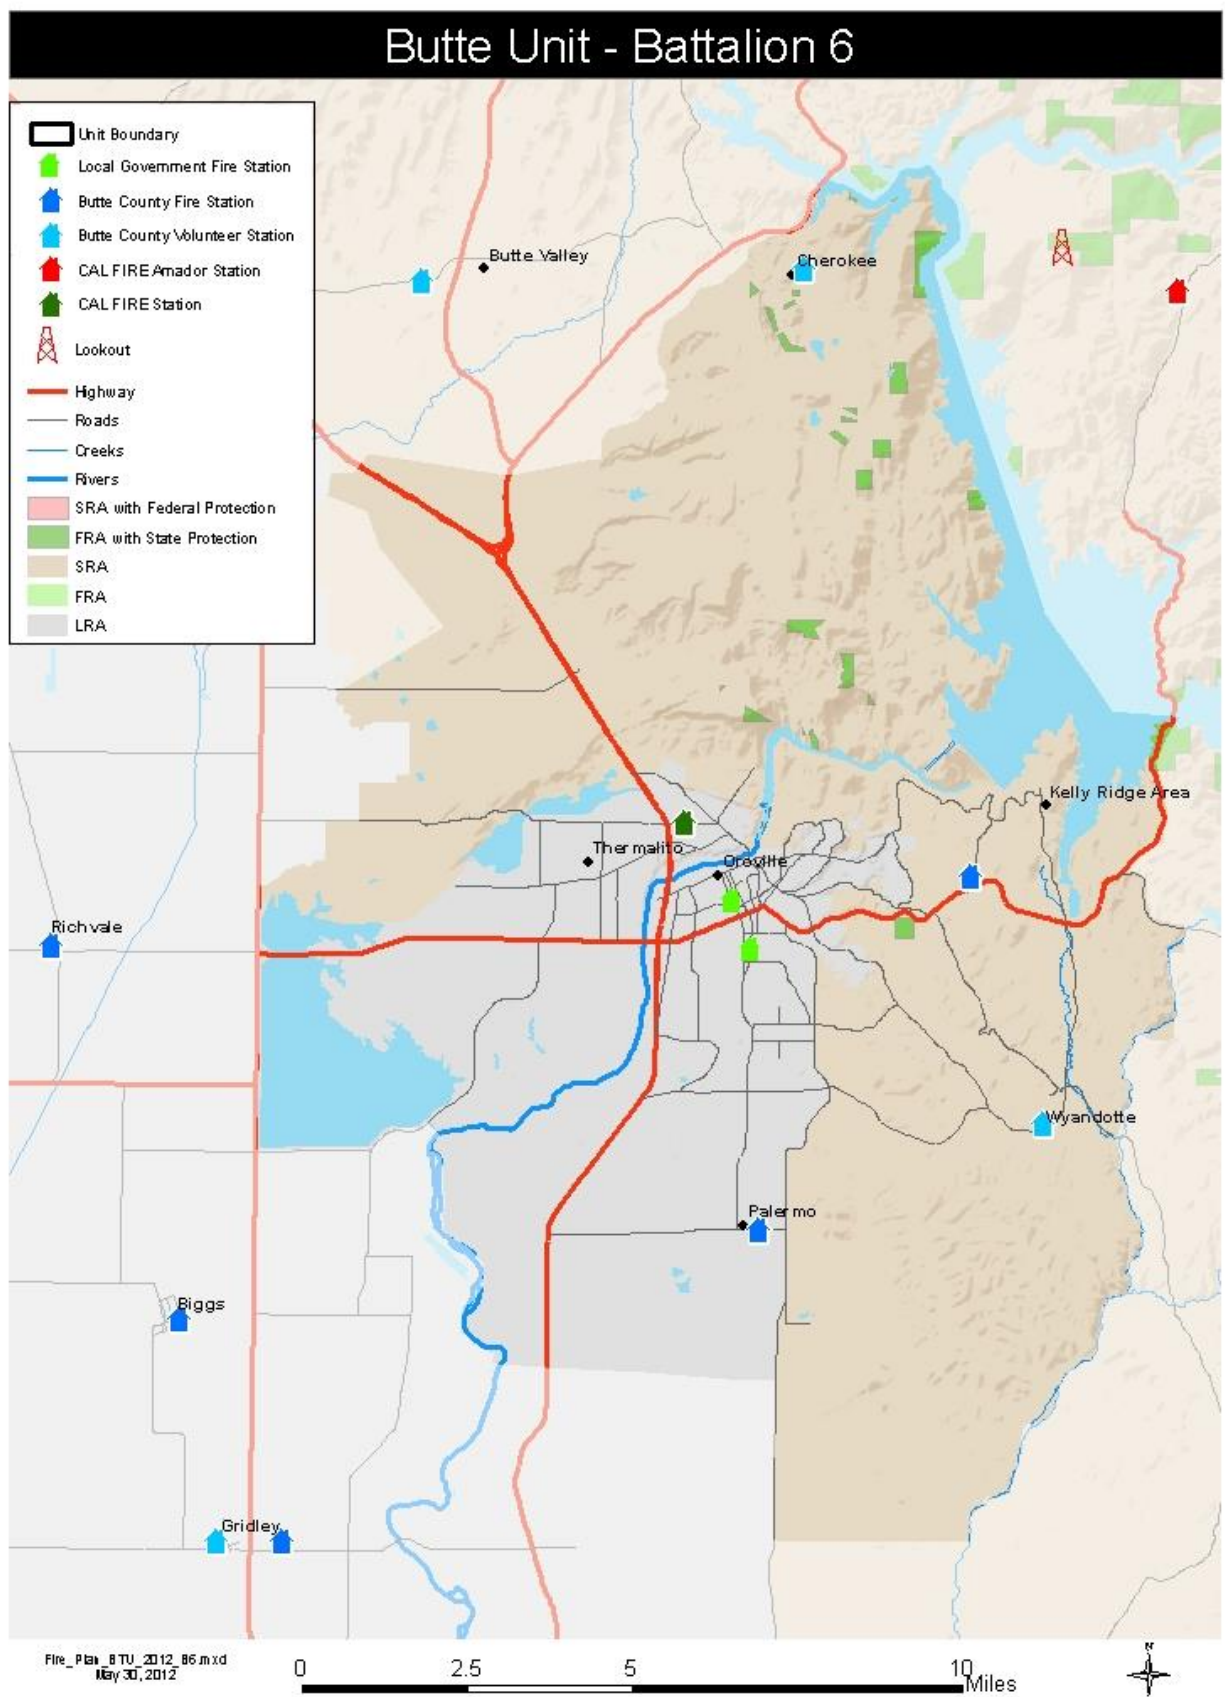 Butte Unit - Battalion 6
Unit Boundary
Local Government Fire Station
Butte County Fire Station
Butte County Volunteer Station
CAL FIRE Amador Station
CAL FIRE Station
Lookout
Highway
Roads
Creeks
Rivers
SRA with Federal Protection
FRA with State Protection
SRA
FRA
LRA
Butte Valley
Cherokee
Kelly Ridge Area
Thermalito
Oroville
Richvale
Wyandotte
Palermo
Biggs
Gridley
Fire_Plan_BTU_2012_B6.mxd
May 30, 2012
0 2.5 5 10
Miles
N